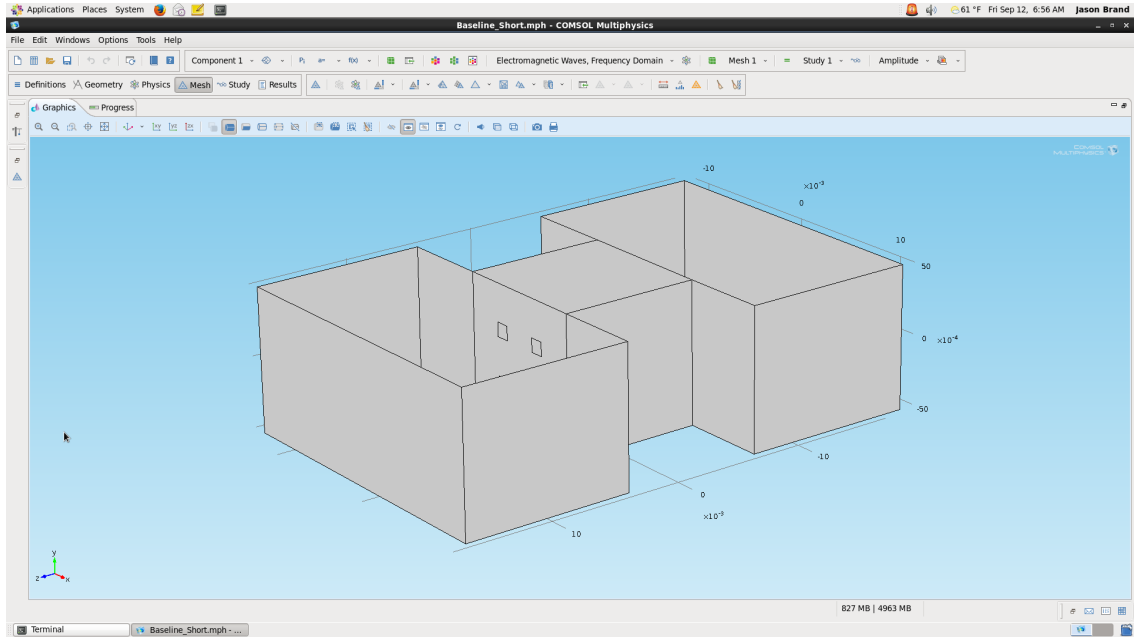 Applications Places System 61 °F Fri Sep 12, 6:56 AM Jason Brand
Baseline_Short.mph - COMSOL Multiphysics
File Edit Windows Options Tools Help
Component 1 Pi a= f(x) Electromagnetic Waves, Frequency Domain Mesh 1 = Study 1 Amplitude
Definitions Geometry Physics Mesh Study Results
Graphics Progress
COMSOL
MULTIPHYSICS
-10
×10⁻³
0
10
50
0 ×10⁻⁴
-50
-10
0
×10⁻³
10
y
z x
827 MB | 4963 MB
Terminal Baseline_Short.mph - ...